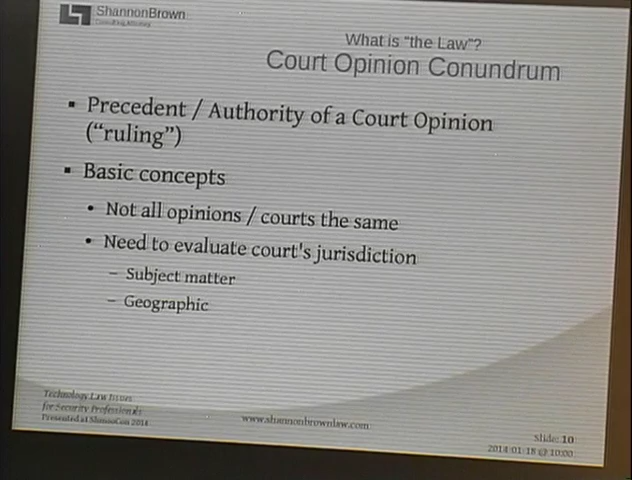 ShannonBrown
Consulting Attorney
What is "the Law"?
Court Opinion Conundrum
▪ Precedent / Authority of a Court Opinion
("ruling")
▪ Basic concepts
• Not all opinions / courts the same
• Need to evaluate court's jurisdiction
– Subject matter
– Geographic
Technology Law Issues
for Security Professionals
Presented at ShmooCon 2014
www.shannonbrownlaw.com
Slide: 10
2014-01-18 @ 10:00